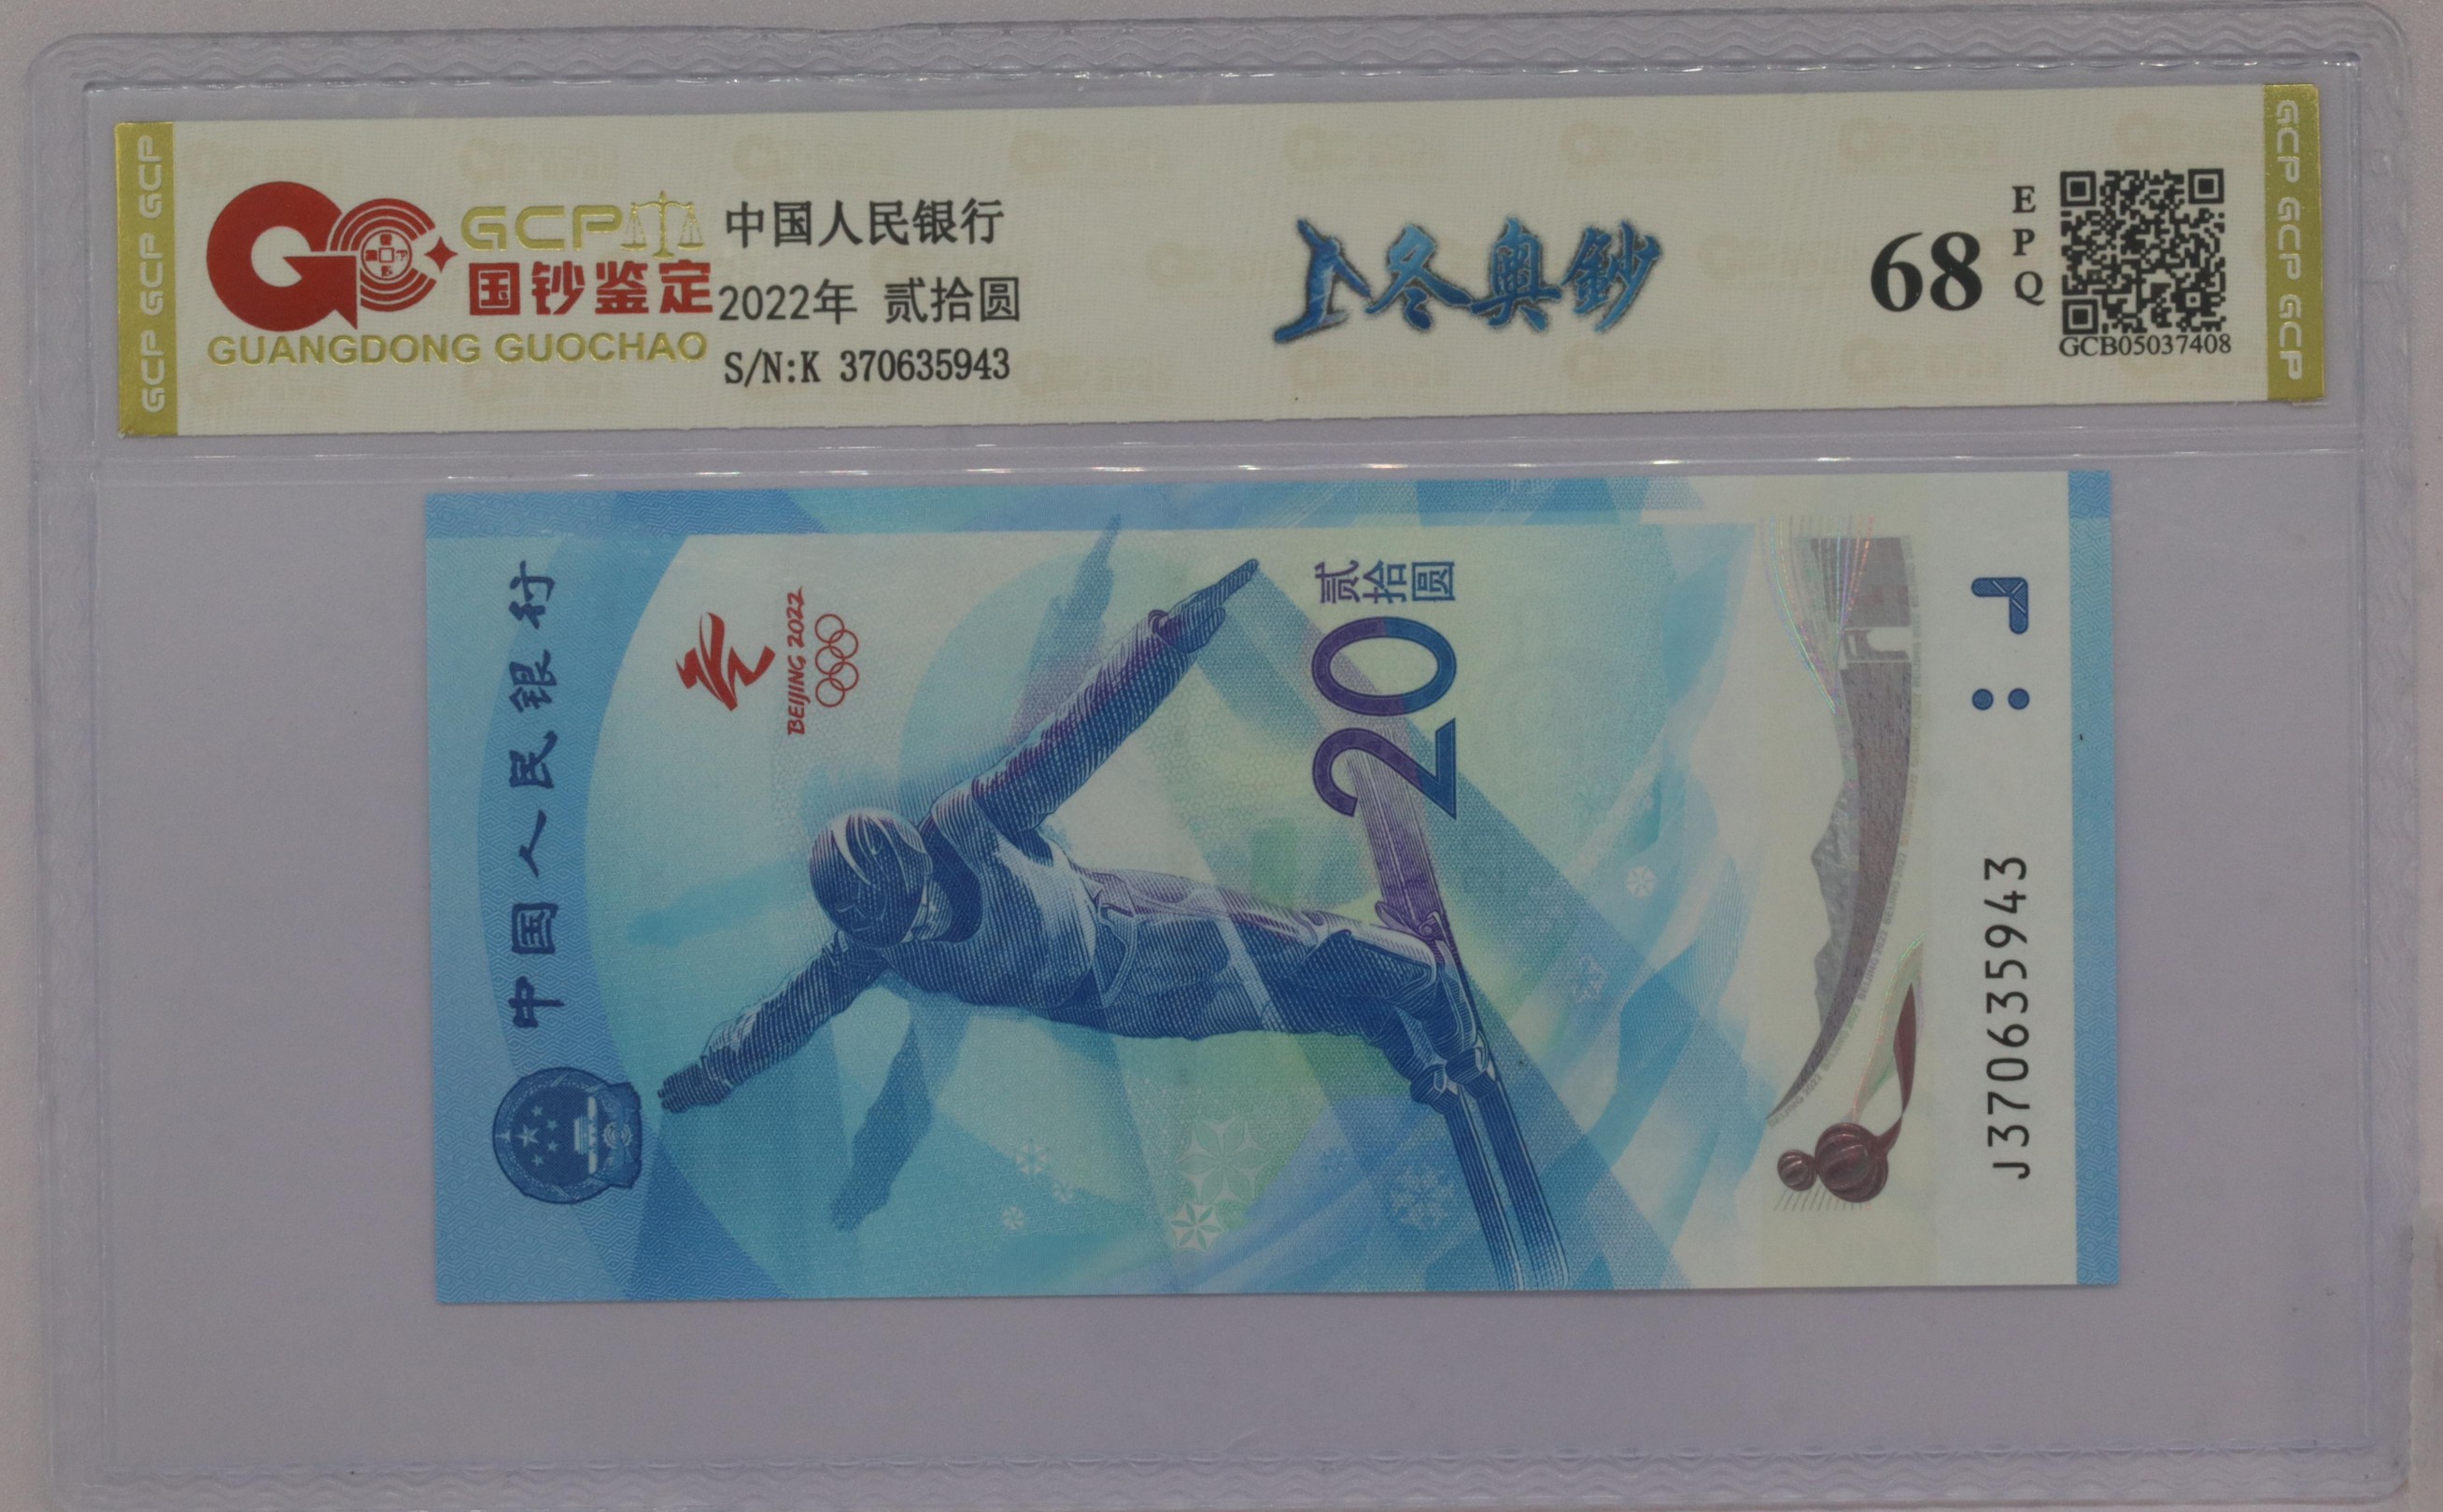 GCP GCP GCP
GCP
国钞鉴定
GUANGDONG GUOCHAO
中国人民银行
2022年 贰拾圆
S/N:K 370635943
冬奥鈔
68
EPQ
GCB05037408
GCP GCP GCP
中国人民银行
BEIJING 2022
贰拾圆
20
J370635943